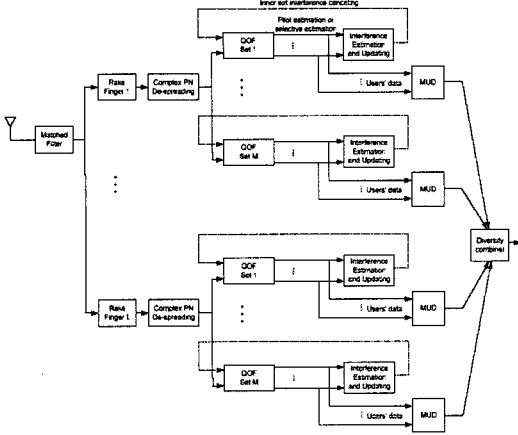 Inner set interference canceling
Pilot estimation or
selective estimation
QOF
Set 1
Interference
Estimation
and Updating
Rake
Finger 1
Complex PN
De-spreading
Users' data
MUD
Matched
Filter
QOF
Set M
Interference
Estimation
and Updating
Users' data
MUD
Diversity
combiner
QOF
Set 1
Interference
Estimation
and Updating
Rake
Finger L
Complex PN
De-spreading
Users' data
MUD
QOF
Set M
Interference
Estimation
and Updating
Users' data
MUD